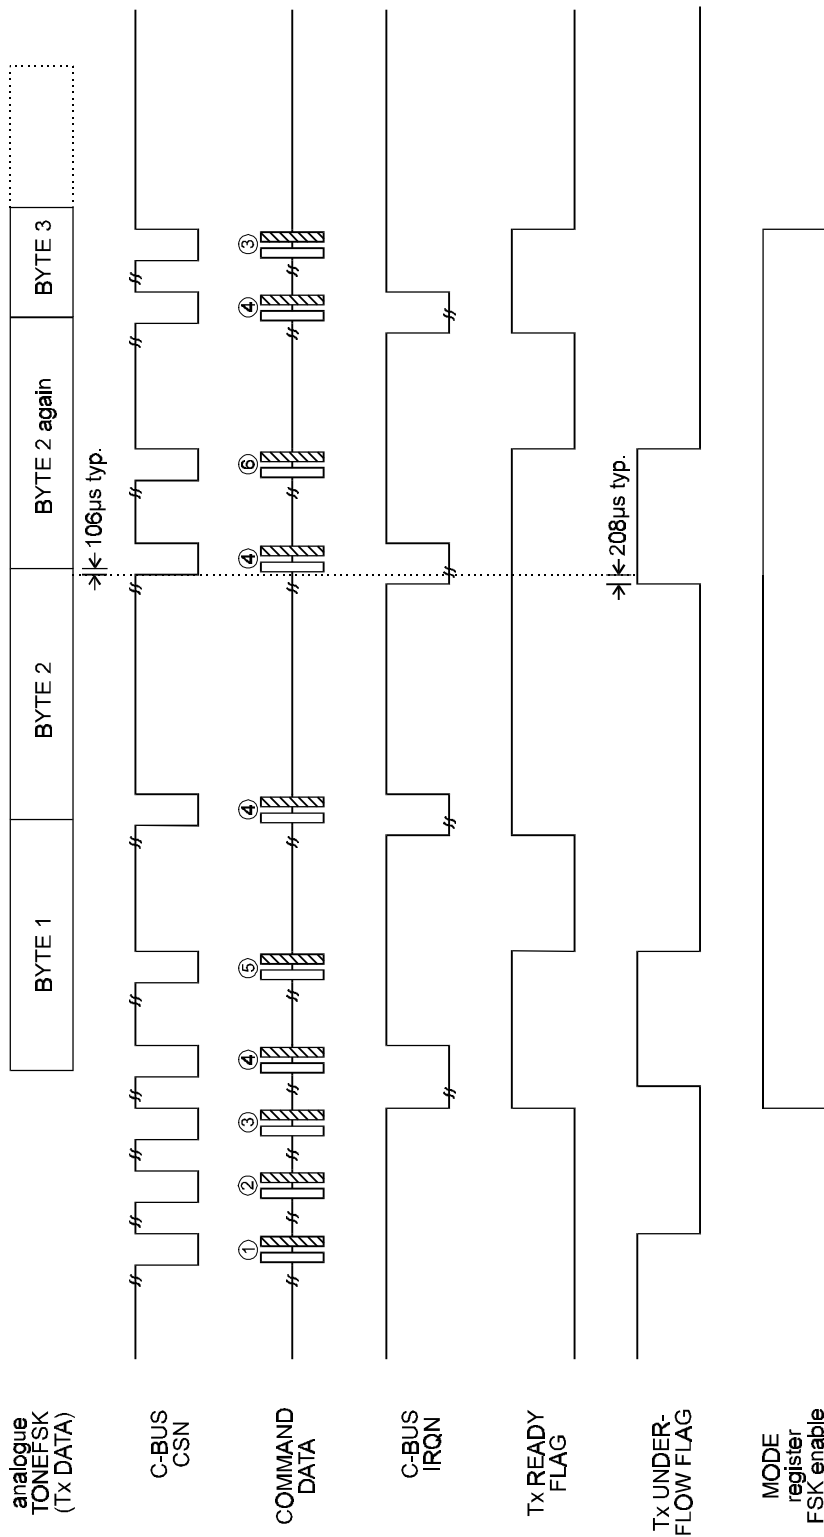 analogue
TONEFSK
(Tx DATA)
BYTE 1
BYTE 2
BYTE 2 again
BYTE 3
106µs typ.
C-BUS
CSN
COMMAND
DATA
①
②
③
④
⑤
④
④
⑥
④
③
C-BUS
IRQN
Tx READY
FLAG
Tx UNDER-
FLOW FLAG
208µs typ.
MODE
register
FSK enable